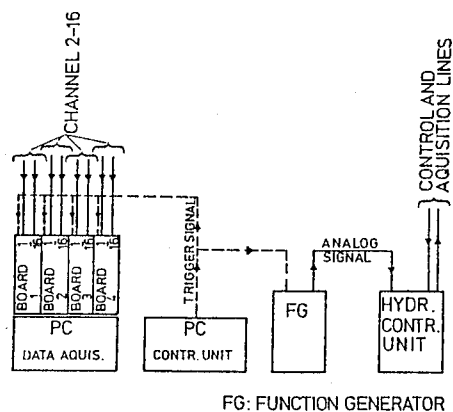 CHANNEL 2-16
CONTROL AND
AQUISITION LINES
TRIGGER SIGNAL
ANALOG
SIGNAL
1 16 1 16 1 16 1 16
BOARD 1
BOARD 2
BOARD 3
BOARD 4
PC
DATA AQUIS.
PC
CONTR. UNIT
FG
HYDR.
CONTR.
UNIT
FG: FUNCTION GENERATOR